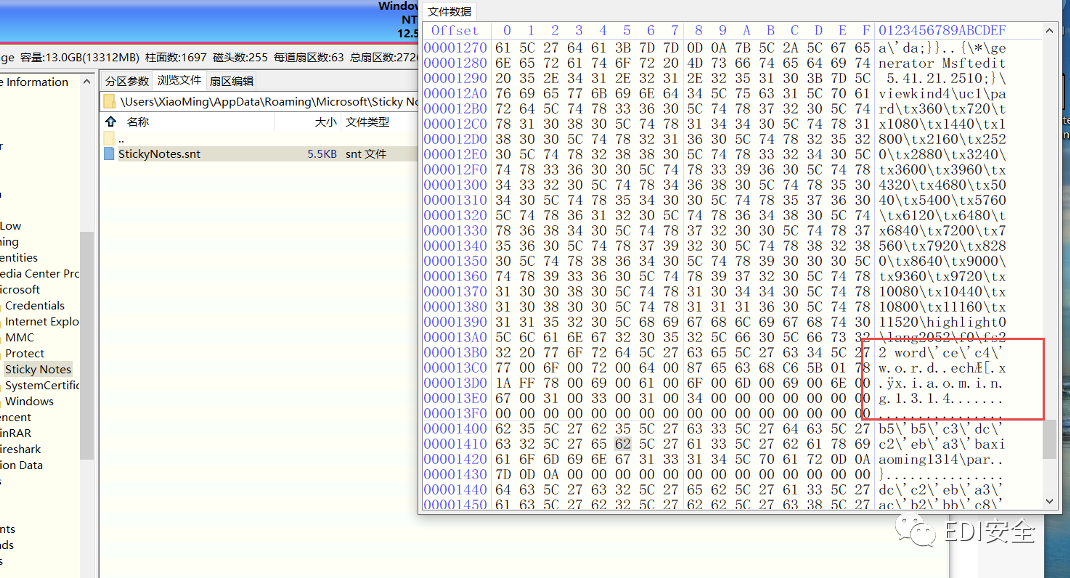 Window
NT
12.5
ge 容量:13.0GB(13312MB) 柱面数:1697 磁头数:255 每道扇区数:63 总扇区数:2726
e Information
r
Low
ming
entities
edia Center Pro
icrosoft
Credentials
Internet Explo
MMC
Protect
Sticky Notes
SystemCertific
Windows
encent
inRAR
ireshark
ion Data
s
nts
ads
s
分区参数 浏览文件 扇区编辑
\Users\XiaoMing\AppData\Roaming\Microsoft\Sticky No
名称 大小 文件类型
..
StickyNotes.snt 5.5KB snt 文件
文件数据
Offset 0 1 2 3 4 5 6 7 8 9 A B C D E F 0123456789ABCDEF
00001270 61 5C 27 64 61 3B 7D 7D 0D 0A 7B 5C 2A 5C 67 65 a\'da;}}..{\*\ge
00001280 6E 65 72 61 74 6F 72 20 4D 73 66 74 65 64 69 74 nerator Msftedit
00001290 20 35 2E 34 31 2E 32 31 2E 32 35 31 30 3B 7D 5C 5.41.21.2510;}\
000012A0 76 69 65 77 6B 69 6E 64 34 5C 75 63 31 5C 70 61 viewkind4\uc1\pa
000012B0 72 64 5C 74 78 33 36 30 5C 74 78 37 32 30 5C 74 rd\tx360\tx720\t
000012C0 78 31 30 38 30 5C 74 78 31 34 34 30 5C 74 78 31 x1080\tx1440\tx1
000012D0 38 30 30 5C 74 78 32 31 36 30 5C 74 78 32 35 32 800\tx2160\tx252
000012E0 30 5C 74 78 32 38 38 30 5C 74 78 33 32 34 30 5C 0\tx2880\tx3240\
000012F0 74 78 33 36 30 30 5C 74 78 33 39 36 30 5C 74 78 tx3600\tx3960\tx
00001300 34 33 32 30 5C 74 78 34 36 38 30 5C 74 78 35 30 4320\tx4680\tx50
00001310 34 30 5C 74 78 35 34 30 30 5C 74 78 35 37 36 30 40\tx5400\tx5760
00001320 5C 74 78 36 31 32 30 5C 74 78 36 34 38 30 5C 74 \tx6120\tx6480\t
00001330 78 36 38 34 30 5C 74 78 37 32 30 30 5C 74 78 37 x6840\tx7200\tx7
00001340 35 36 30 5C 74 78 37 39 32 30 5C 74 78 38 32 38 560\tx7920\tx828
00001350 30 5C 74 78 38 36 34 30 5C 74 78 39 30 30 30 5C 0\tx8640\tx9000\
00001360 74 78 39 33 36 30 5C 74 78 39 37 32 30 5C 74 78 tx9360\tx9720\tx
00001370 31 30 30 38 30 5C 74 78 31 30 34 34 30 5C 74 78 10080\tx10440\tx
00001380 31 30 38 30 30 5C 74 78 31 31 31 36 30 5C 74 78 10800\tx11160\tx
00001390 31 31 35 32 30 5C 68 69 67 68 6C 69 67 68 74 30 11520\highlight0
000013A0 5C 6C 61 6E 67 32 30 35 32 5C 66 30 5C 66 73 32 \lang2052\f0\fs2
000013B0 32 20 77 6F 72 64 5C 27 63 65 5C 27 63 34 5C 27 2 word\'ce\'c4\'
000013C0 77 00 6F 00 72 00 64 00 87 65 63 68 C6 5B 01 78 w.o.r.d..echÆ[.x
000013D0 1A FF 78 00 69 00 61 00 6F 00 6D 00 69 00 6E 00 .ÿx.i.a.o.m.i.n.
000013E0 67 00 31 00 33 00 31 00 34 00 00 00 00 00 00 00 g.1.3.1.4.......
000013F0 00 00 00 00 00 00 00 00 00 00 00 00 00 00 00 00 ................
00001400 62 35 5C 27 62 35 5C 27 63 33 5C 27 64 63 5C 27 b5\'b5\'c3\'dc\'
00001410 63 32 5C 27 65 62 5C 27 61 33 5C 27 62 61 78 69 c2\'eb\'a3\'baxi
00001420 61 6F 6D 69 6E 67 31 33 31 34 5C 70 61 72 0D 0A aoming1314\par..
00001430 7D 0D 0A 00 00 00 00 00 00 00 00 00 00 00 00 00 }...............
00001440 64 63 5C 27 63 32 5C 27 65 62 5C 27 61 33 5C 27 dc\'c2\'eb\'a3\'
00001450 61 63 5C 27 62 32 5C 27 62 62 5C 27 63 38 5C 27 ac\'b2\'bb\'c8\'
EDI安全